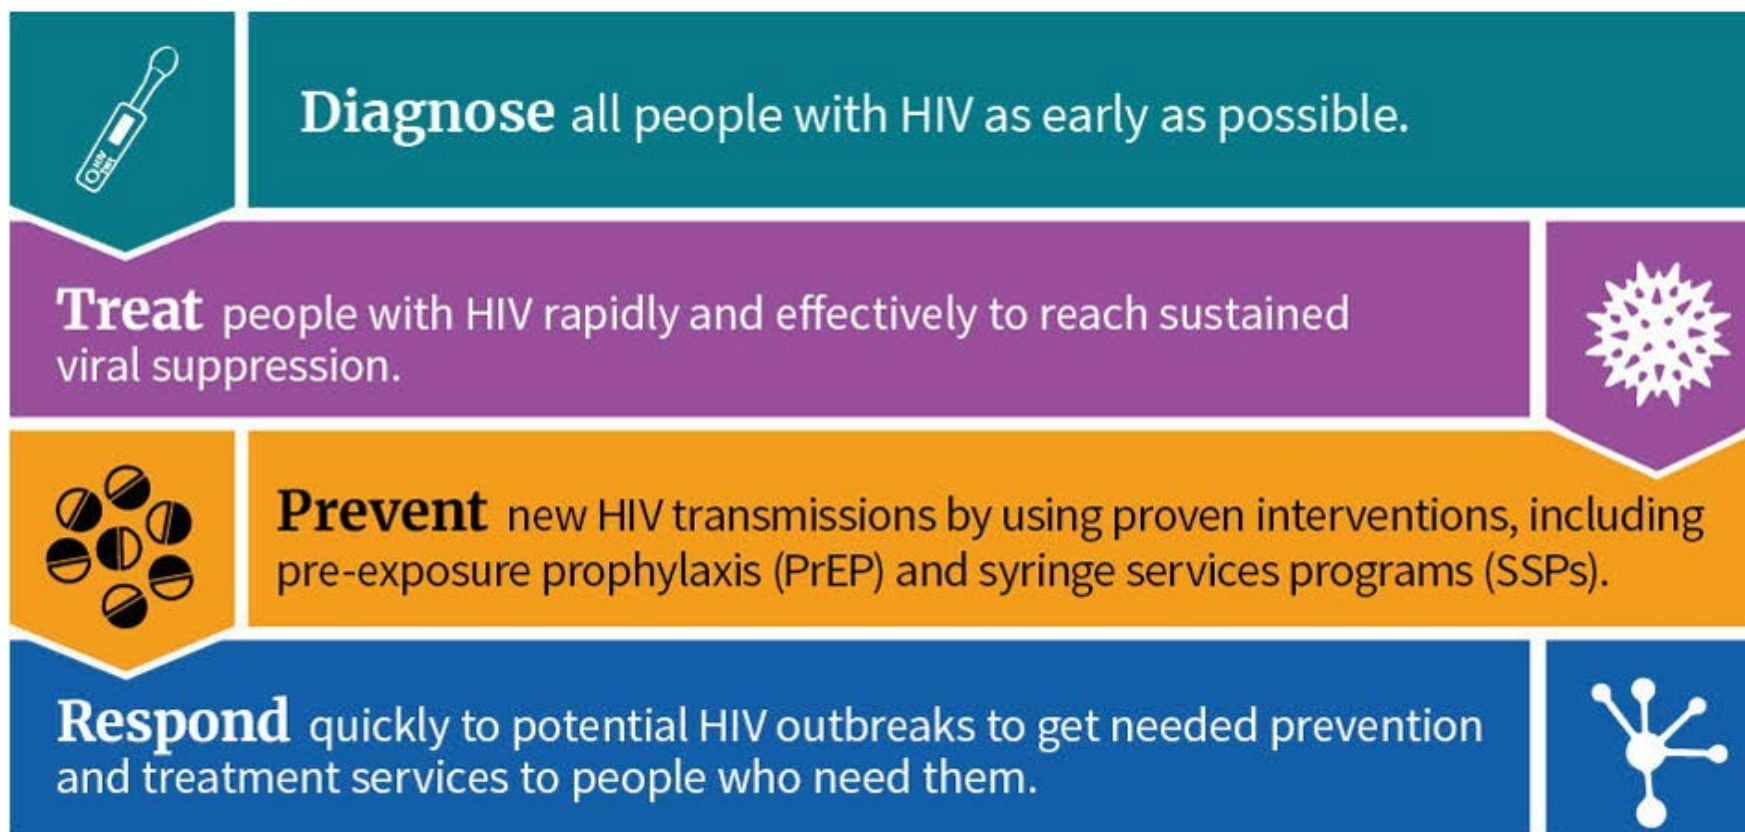 Diagnose all people with HIV as early as possible.
Treat people with HIV rapidly and effectively to reach sustained
viral suppression.
Prevent new HIV transmissions by using proven interventions, including
pre-exposure prophylaxis (PrEP) and syringe services programs (SSPs).
Respond quickly to potential HIV outbreaks to get needed prevention
and treatment services to people who need them.
HIV
TEST